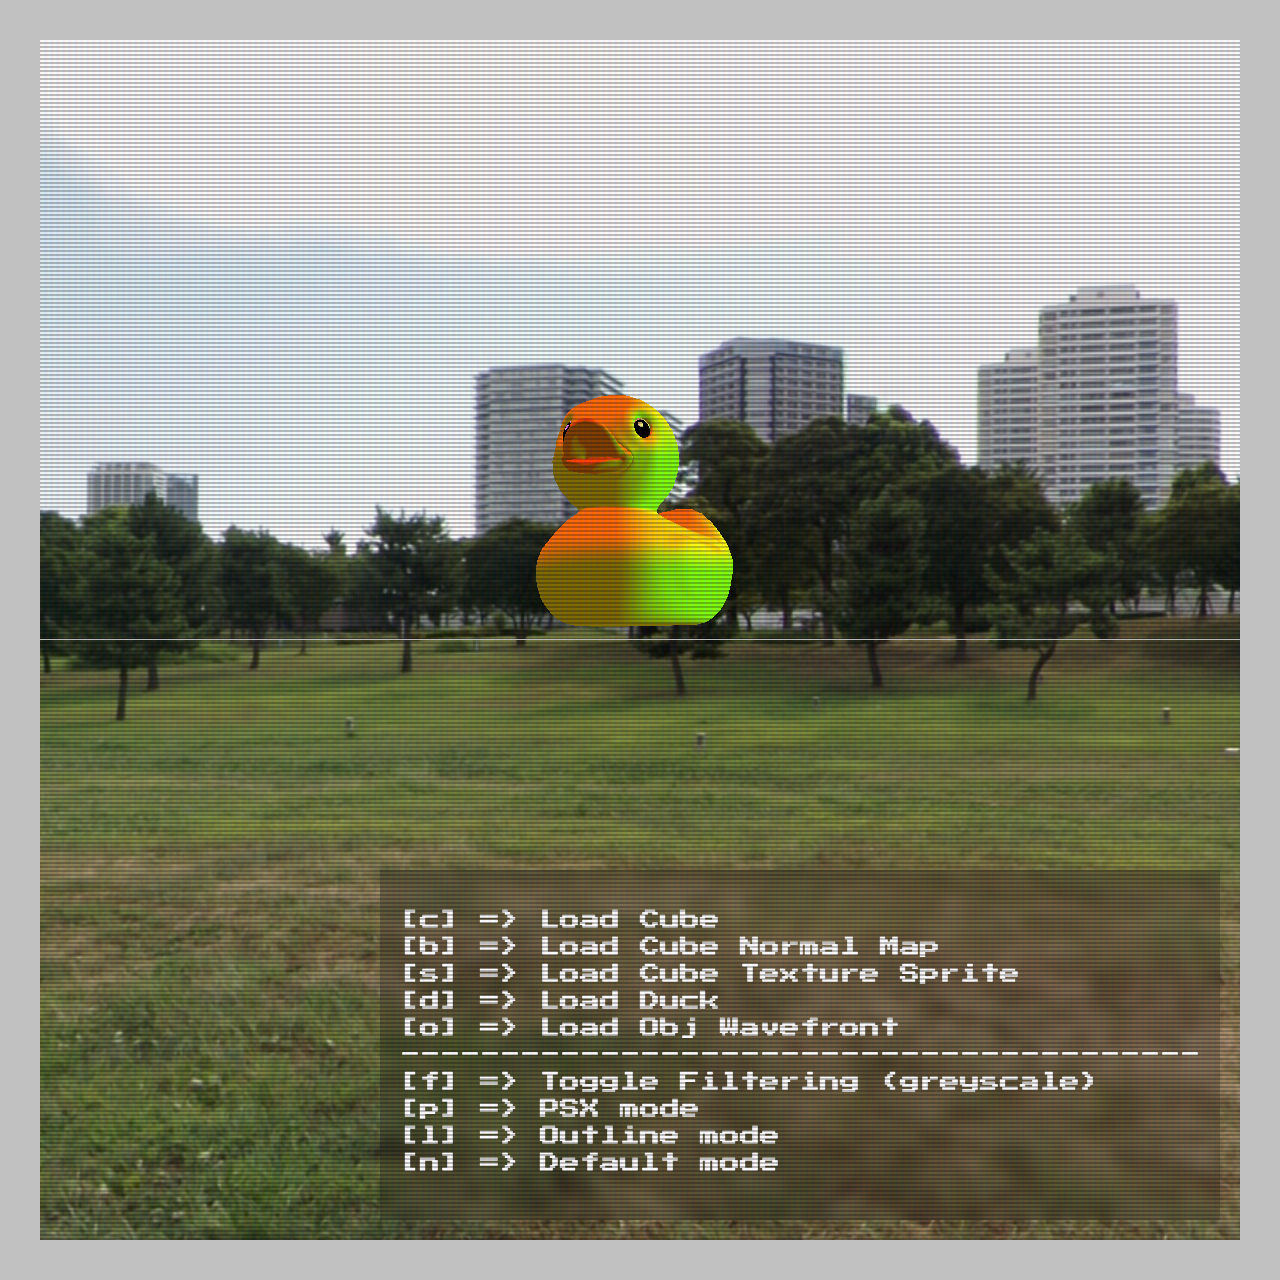 [c] => Load Cube
[b] => Load Cube Normal Map
[s] => Load Cube Texture Sprite
[d] => Load Duck
[o] => Load Obj Wavefront
----------------------------------------
[f] => Toggle Filtering (greyscale)
[p] => PSX mode
[l] => Outline mode
[n] => Default mode